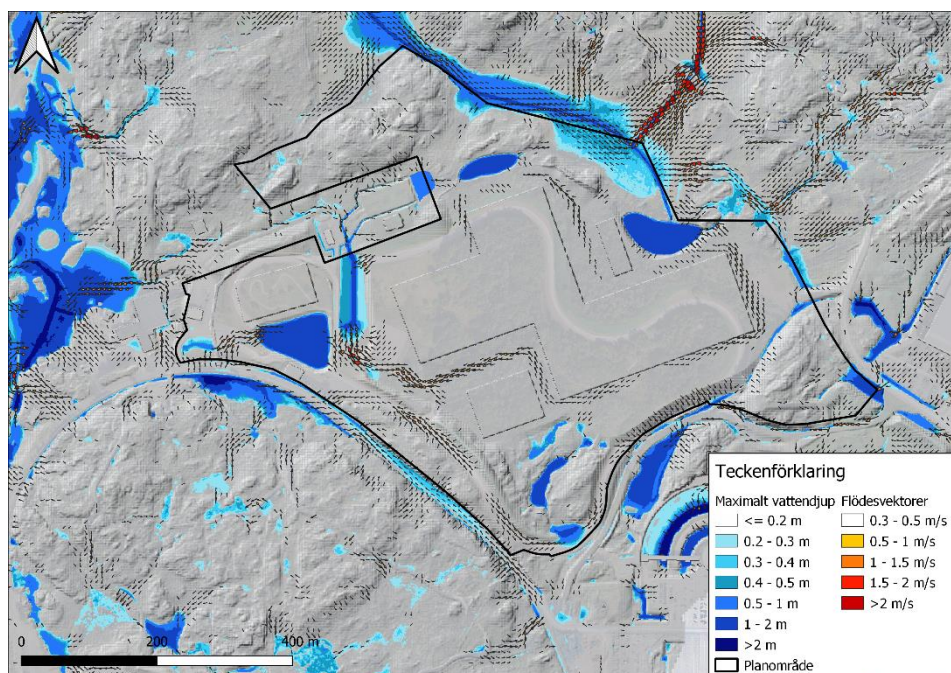 0
200
400 m
Teckenförklaring
Maximalt vattendjup Flödesvektorer
<= 0.2 m 0.3 - 0.5 m/s
0.2 - 0.3 m 0.5 - 1 m/s
0.3 - 0.4 m 1 - 1.5 m/s
0.4 - 0.5 m 1.5 - 2 m/s
0.5 - 1 m >2 m/s
1 - 2 m
>2 m
Planområde